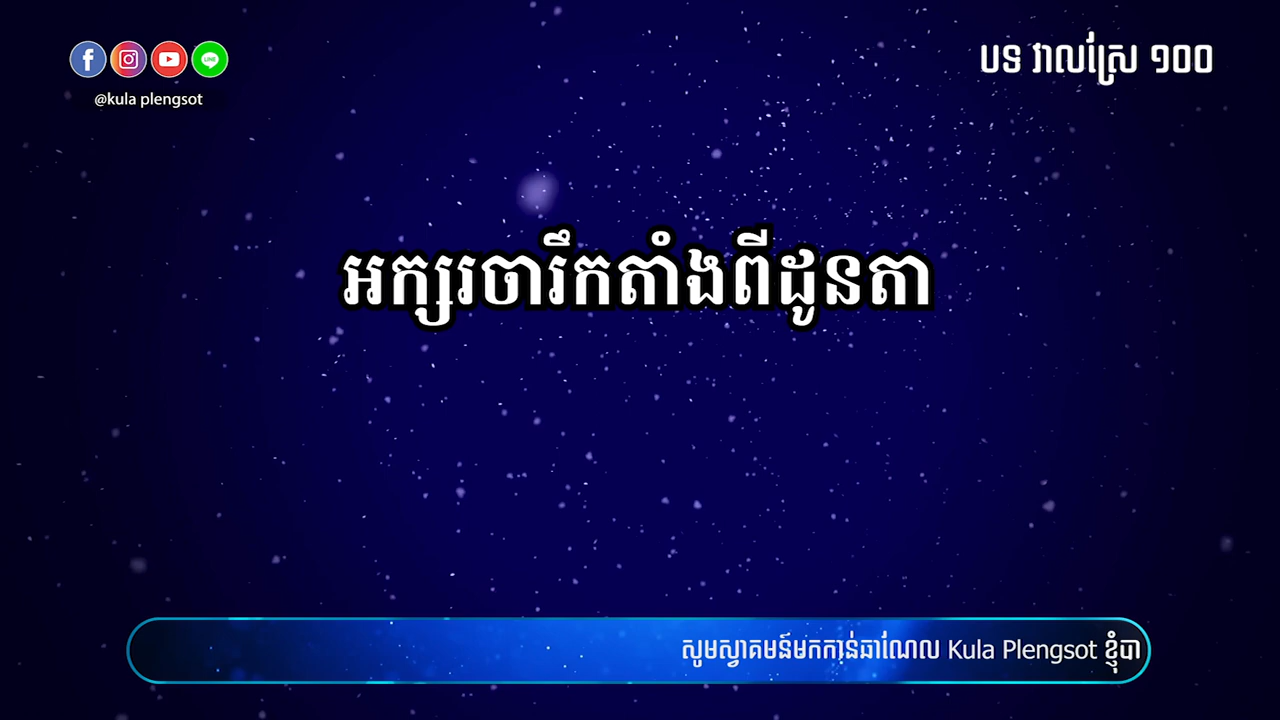 បទ វាលស្រែ ១០០
@kula plengsot
អក្សរចារឹកតាំងពីដូនតា
សូមស្វាគមន៍មកកាន់ឆាណែល Kula Plengsot ខ្ញុំបា